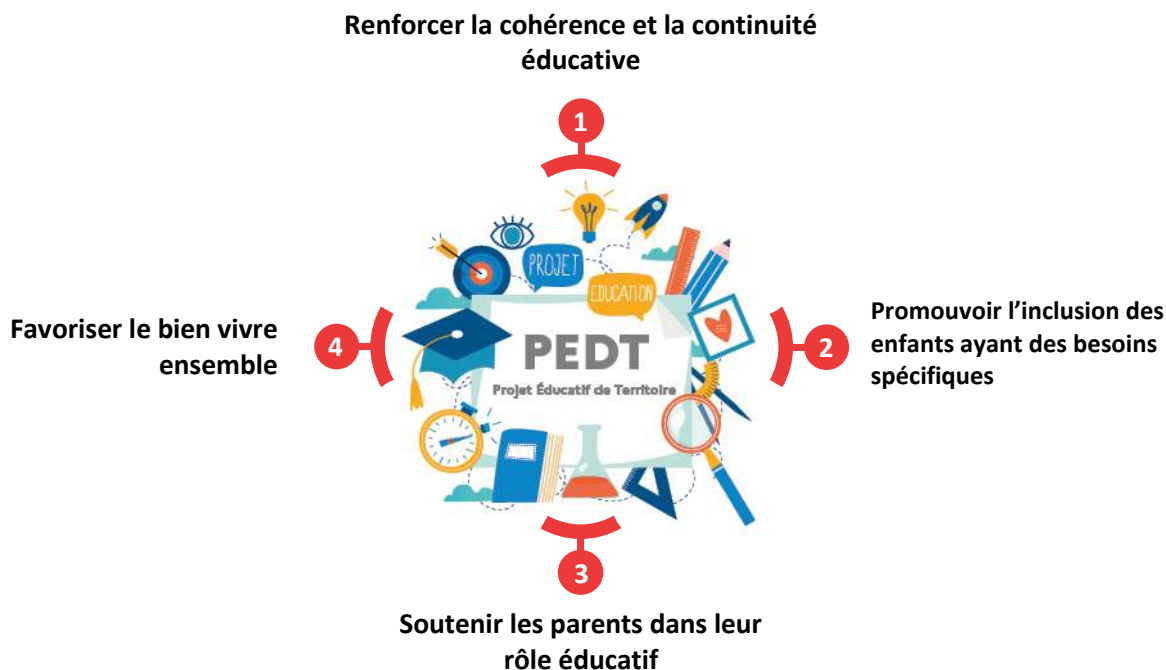 Renforcer la cohérence et la continuité
éducative
1
PROJET
EDUCATION
PEDT
Projet Éducatif de Territoire
Promouvoir l’inclusion des
enfants ayant des besoins
spécifiques
2
Favoriser le bien vivre
ensemble
4
3
Soutenir les parents dans leur
rôle éducatif